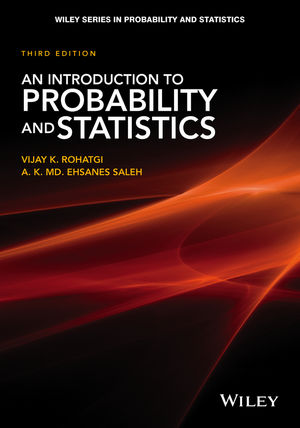 WILEY SERIES IN PROBABILITY AND STATISTICS
THIRD EDITION
AN INTRODUCTION TO
PROBABILITY
AND STATISTICS
VIJAY K. ROHATGI
A. K. MD. EHSANES SALEH
WILEY